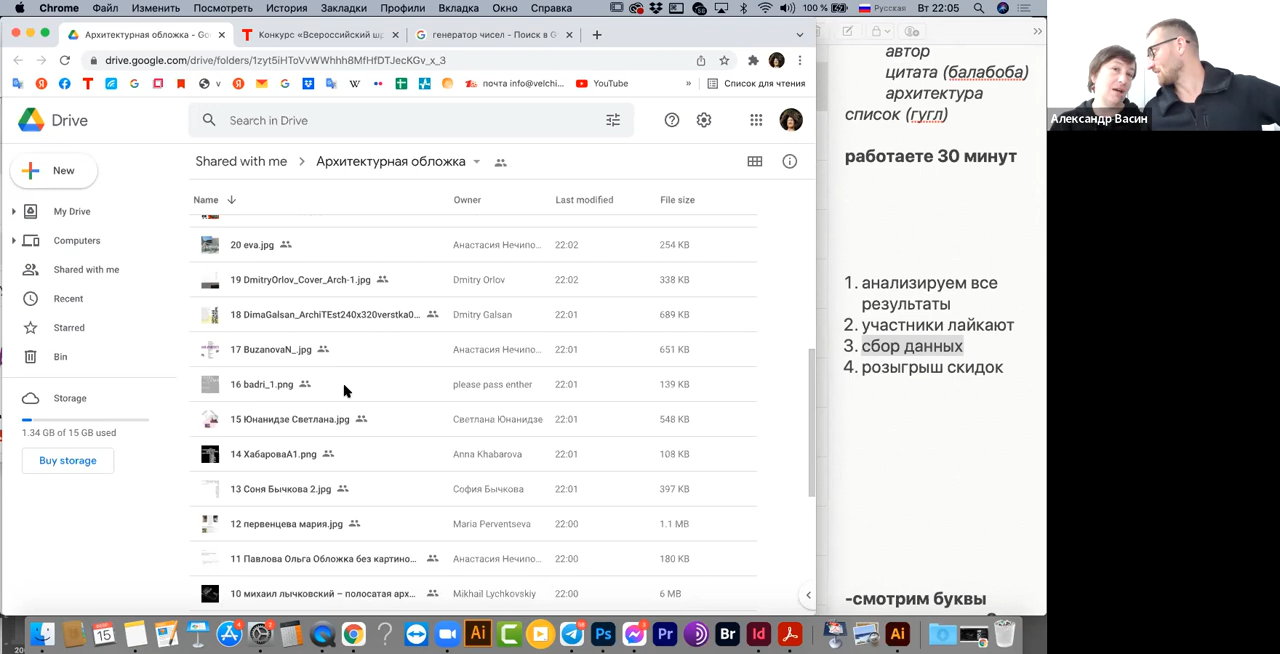 Chrome Файл Изменить Посмотреть История Закладки Профили Вкладка Окно Справка 100 % Русская Вт 22:05
Архитектурная обложка - Goo
Конкурс «Всероссийский шр
генератор чисел - Поиск в G
drive.google.com/drive/folders/1zyt5iHToVvWWhhh8MfHfDTJecKGv_x_3
почта info@velchi... YouTube » Список для чтения
Drive
Search in Drive
New
My Drive
Computers
Shared with me
Recent
Starred
Bin
Storage
1.34 GB of 15 GB used
Buy storage
Shared with me > Архитектурная обложка
Name Owner Last modified File size
20 eva.jpg Анастасия Нечипо... 22:02 254 KB
19 DmitryOrlov_Cover_Arch-1.jpg Dmitry Orlov 22:02 338 KB
18 DimaGalsan_ArchiTEst240x320verstka0... Dmitry Galsan 22:01 689 KB
17 BuzanovaN_.jpg Анастасия Нечипо... 22:01 651 KB
16 badri_1.png please pass enther 22:01 139 KB
15 Юнанидзе Светлана.jpg Светлана Юнанидзе 22:01 548 KB
14 ХабароваА1.png Anna Khabarova 22:01 108 KB
13 Соня Бычкова 2.jpg София Бычкова 22:01 397 KB
12 первенцева мария.jpg Maria Perventseva 22:00 1.1 MB
11 Павлова Ольга Обложка без картино... Анастасия Нечипо... 22:00 180 KB
10 михаил лычковский – полосатая арх... Mikhail Lychkovskiy 22:00 6 MB
автор
цитата (балабоба)
архитектура
список (гугл)
работаете 30 минут
1. анализируем все
результаты
2. участники лайкают
3. сбор данных
4. розыгрыш скидок
-смотрим буквы
Александр Васин